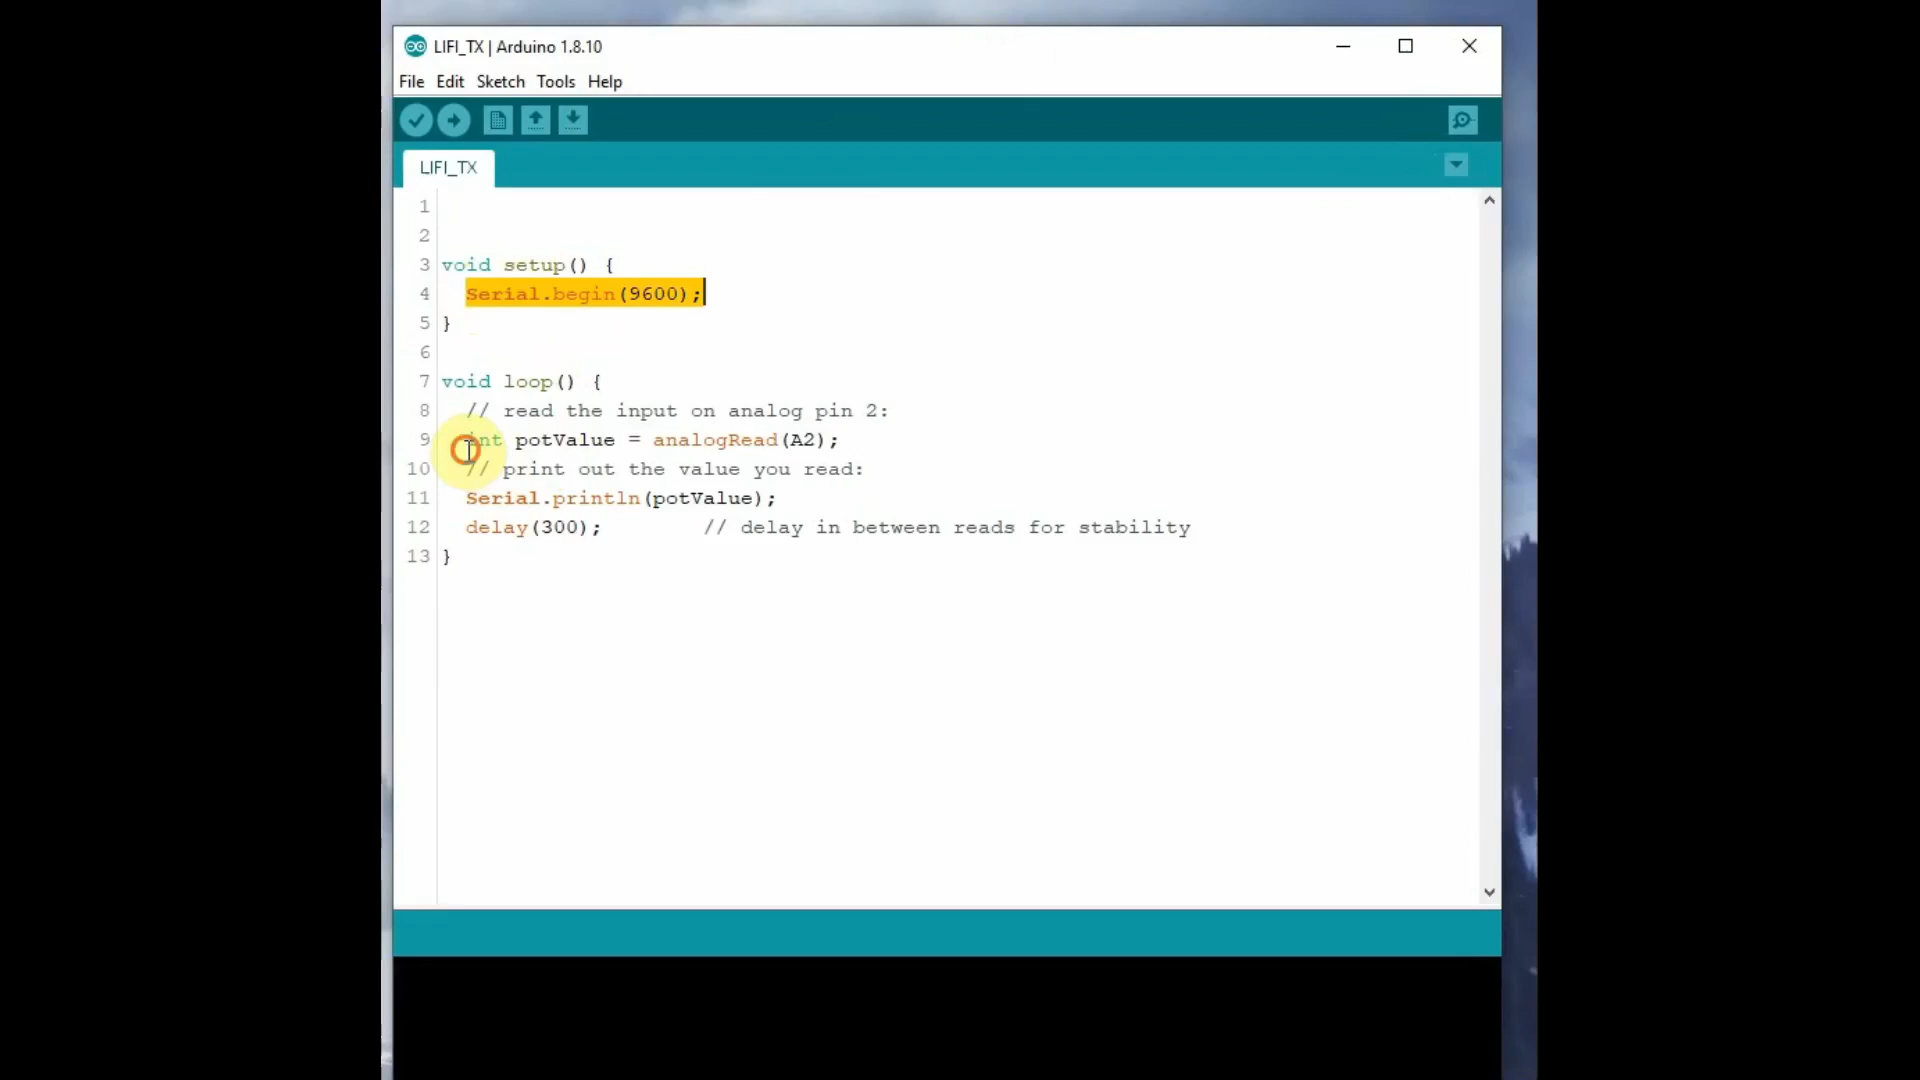 LIFI_TX | Arduino 1.8.10
File Edit Sketch Tools Help
LIFI_TX
1
2
3 void setup() {
4 Serial.begin(9600);
5 }
6
7 void loop() {
8 // read the input on analog pin 2:
9 int potValue = analogRead(A2);
10 // print out the value you read:
11 Serial.println(potValue);
12 delay(300); // delay in between reads for stability
13 }